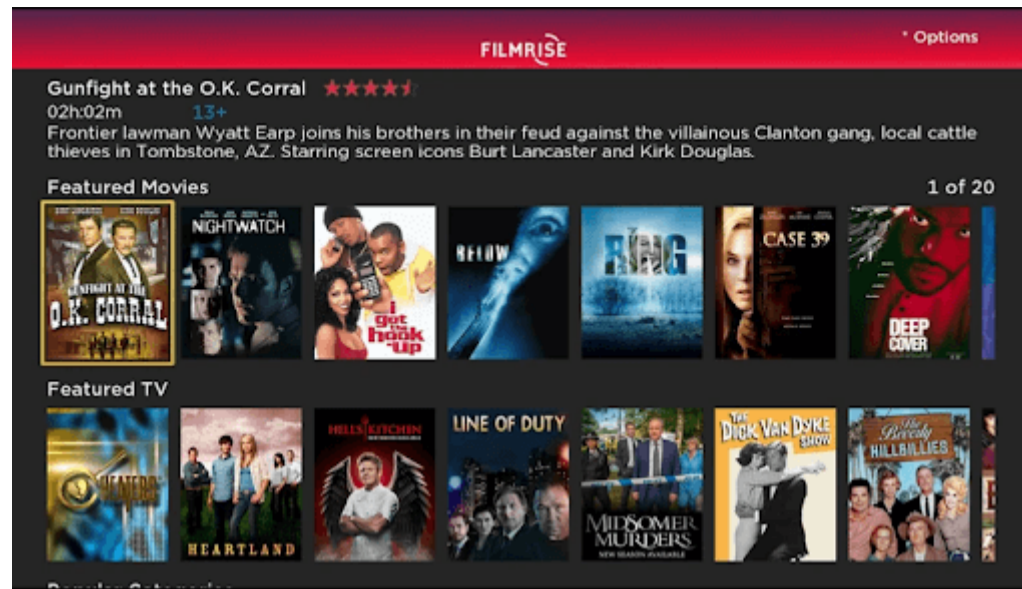 FILMRISE
* Options
Gunfight at the O.K. Corral
02h:02m 13+
Frontier lawman Wyatt Earp joins his brothers in their feud against the villainous Clanton gang, local cattle
thieves in Tombstone, AZ. Starring screen icons Burt Lancaster and Kirk Douglas.
Featured Movies 1 of 20
GUNFIGHT AT THE
O.K. CORRAL
NIGHTWATCH
i
got
the
hook
-up
BELOW
RING
CASE 39
DEEP
COVER
Featured TV
HEARTLAND
HELL'S KITCHEN
LINE OF DUTY
MIDSOMER
MURDERS
NEW SEASON AVAILABLE
THE
DICK VAN DYKE
SHOW
The
Beverly
HILLBILLIES
Popular Categories